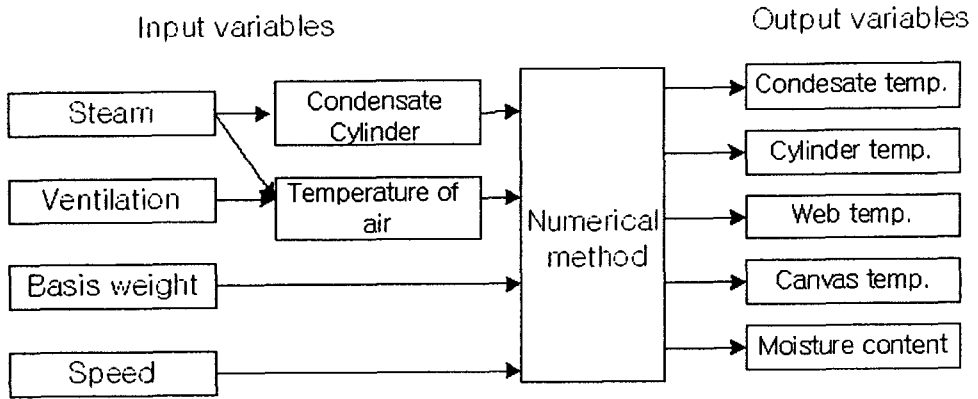 Input variables
Output variables
Steam
Ventilation
Basis weight
Speed
Condensate
Cylinder
Temperature of
air
Numerical
method
Condesate temp.
Cylinder temp.
Web temp.
Canvas temp.
Moisture content